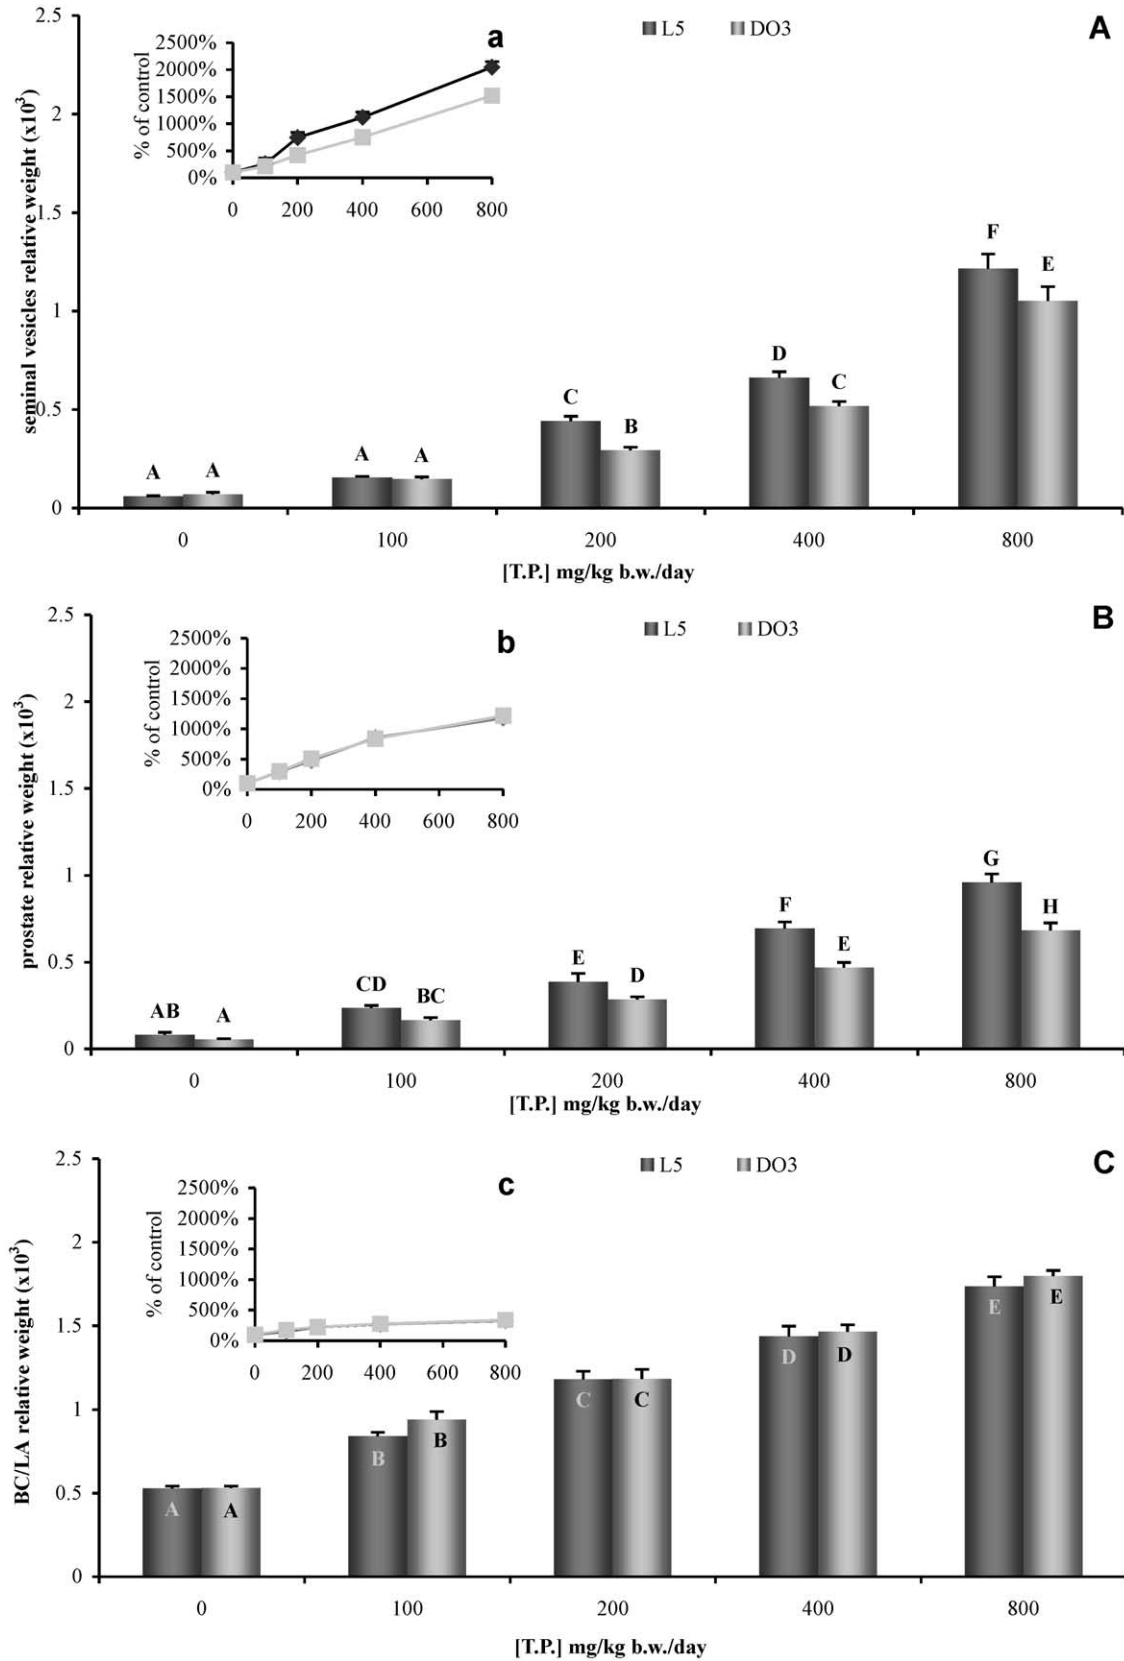 A
L5 DO3
seminal vesicles relative weight (x10³)
2.5
2
1.5
1
0.5
0
a
% of control
2500%
2000%
1500%
1000%
500%
0%
0 200 400 600 800
A A A A C B D C F E
0 100 200 400 800
[T.P.] mg/kg b.w./day
B
L5 DO3
prostate relative weight (x10³)
2.5
2
1.5
1
0.5
0
b
% of control
2500%
2000%
1500%
1000%
500%
0%
0 200 400 600 800
AB A CD BC E D F E G H
0 100 200 400 800
[T.P.] mg/kg b.w./day
C
L5 DO3
BC/LA relative weight (x10³)
2.5
2
1.5
1
0.5
0
c
% of control
2500%
2000%
1500%
1000%
500%
0%
0 200 400 600 800
A A B B C C D D E E
0 100 200 400 800
[T.P.] mg/kg b.w./day